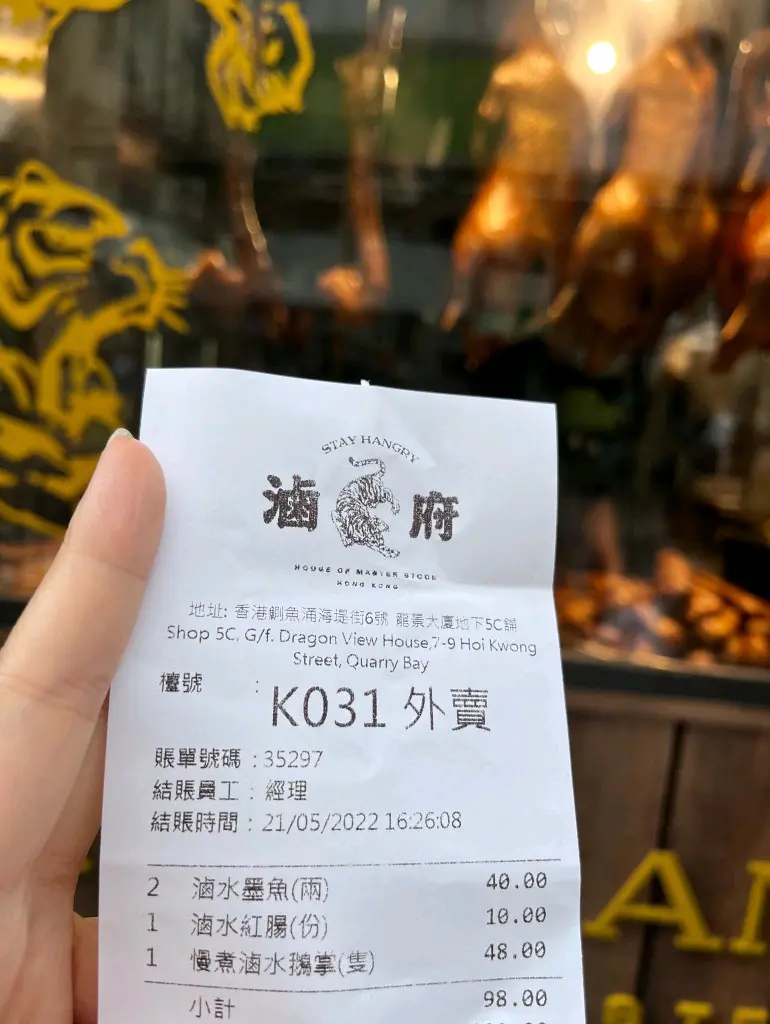 STAY HANGRY
滷府
HOUSE OF MASTER STOCK
HONG KONG
地址: 香港鰂魚涌海堤街6號 龍景大廈地下5C舖
Shop 5C, G/f. Dragon View House,7-9 Hoi Kwong
Street, Quarry Bay
檯號 : K031 外賣
賬單號碼 : 35297
結賬員工 : 經理
結賬時間 : 21/05/2022 16:26:08
2 滷水墨魚(兩) 40.00
1 滷水紅腸(份) 10.00
1 慢煮滷水鵝掌(隻) 48.00
小計 98.00